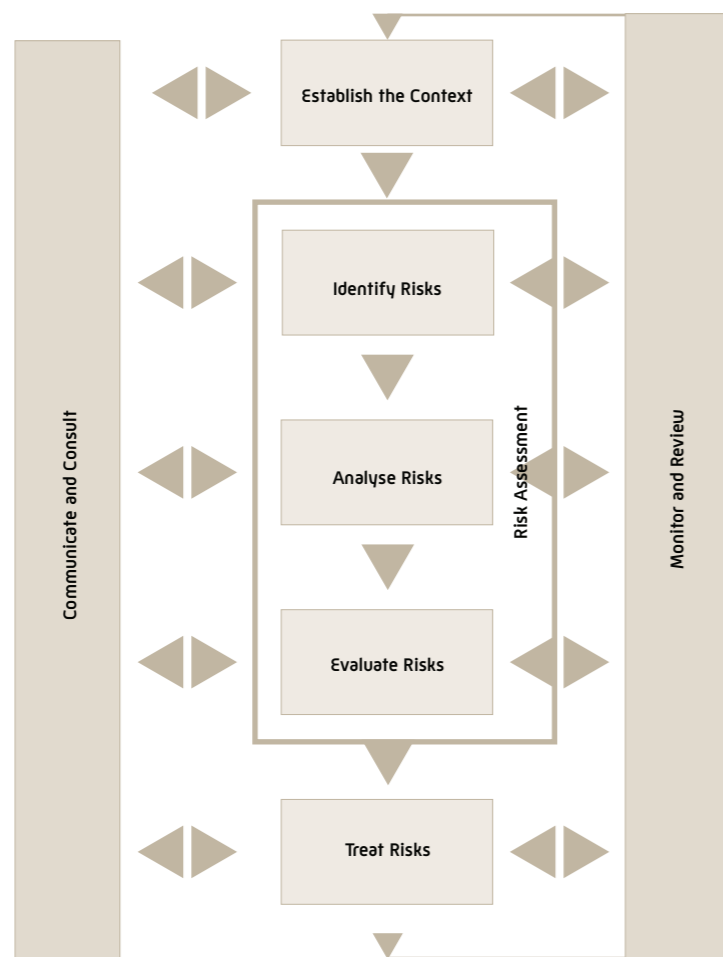 Establish the Context
Identify Risks
Analyse Risks
Evaluate Risks
Treat Risks
Communicate and Consult
Risk Assessment
Monitor and Review